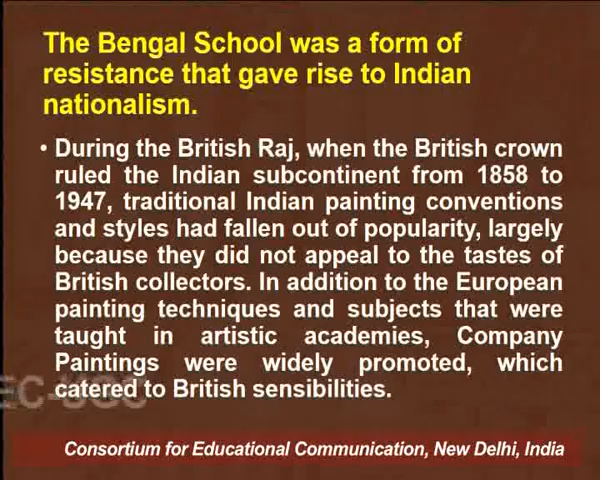 The Bengal School was a form of
resistance that gave rise to Indian
nationalism.
• During the British Raj, when the British crown
ruled the Indian subcontinent from 1858 to
1947, traditional Indian painting conventions
and styles had fallen out of popularity, largely
because they did not appeal to the tastes of
British collectors. In addition to the European
painting techniques and subjects that were
taught in artistic academies, Company
Paintings were widely promoted, which
catered to British sensibilities.
EC-UGC
Consortium for Educational Communication, New Delhi, India